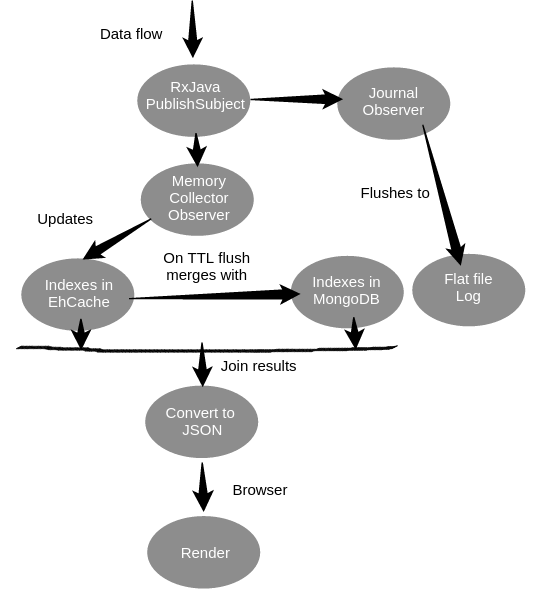 Data flow
RxJava
PublishSubject
Journal
Observer
Memory
Collector
Observer
Flushes to
Updates
On TTL flush
merges with
Indexes in
EhCache
Indexes in
MongoDB
Flat file
Log
Join results
Convert to
JSON
Browser
Render